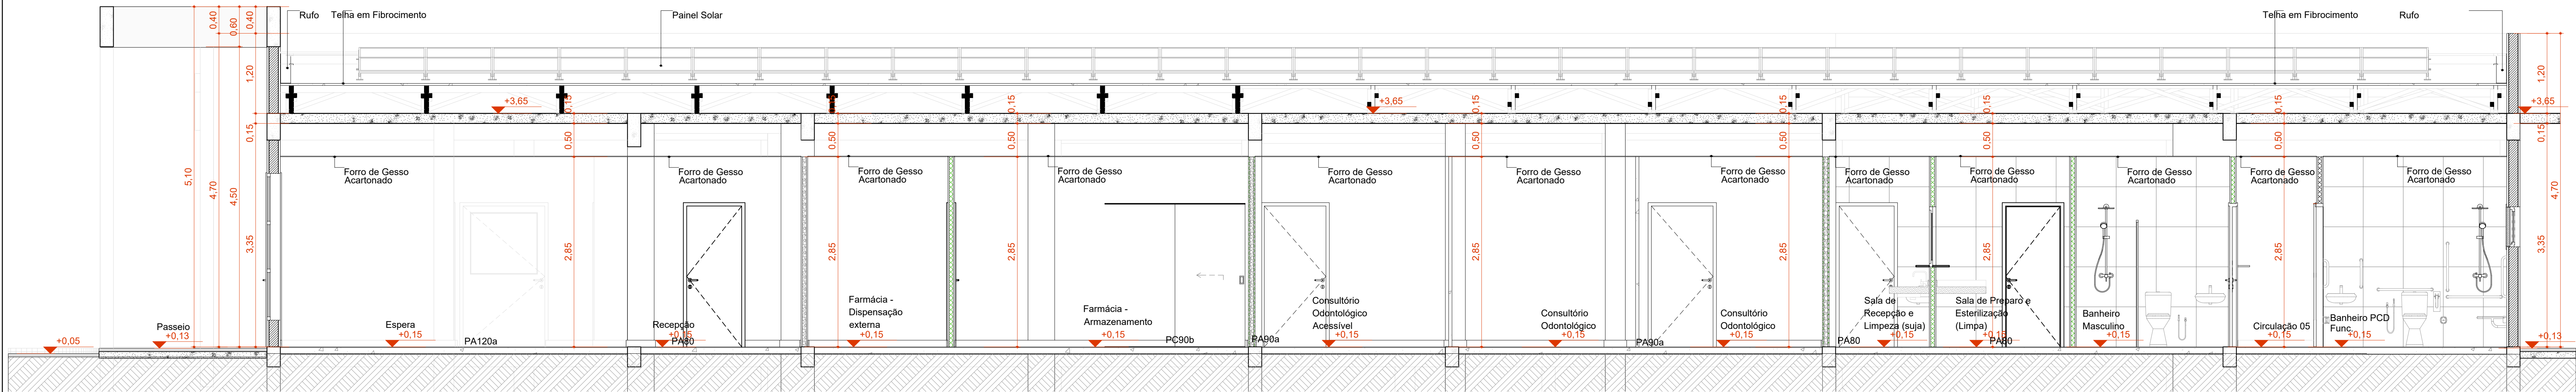 Rufo
Telha em Fibrocimento
Painel Solar
Telha em Fibrocimento
Rufo
0,40
0,60
0,40
1,20
0,15
5,10
4,70
4,50
3,35
+3,65
0,15
0,15
0,15
+3,65
0,15
0,15
0,15
0,15
+3,65
1,20
0,15
4,70
3,35
0,50
0,50
0,50
0,50
0,50
0,50
0,50
Forro de Gesso
Acartonado
Forro de Gesso
Acartonado
Forro de Gesso
Acartonado
Forro de Gesso
Acartonado
Forro de Gesso
Acartonado
Forro de Gesso
Acartonado
Forro de Gesso
Acartonado
Forro de Gesso
Acartonado
Forro de Gesso
Acartonado
Forro de Gesso
Acartonado
Forro de Gesso
Acartonado
Forro de Gesso
Acartonado
2,85
2,85
2,85
2,85
2,85
2,85
2,85
+0,05
Passeio
+0,13
Espera
+0,15
PA120a
Recepção
+0,15
PA80
Farmácia -
Dispensação
externa
+0,15
Farmácia -
Armazenamento
+0,15
PC90b
PA90a
Consultório
Odontológico
Acessível
+0,15
Consultório
Odontológico
+0,15
PA90a
Consultório
Odontológico
+0,15
PA80
Sala de
Recepção e
Limpeza (suja)
+0,15
Sala de Preparo e
Esterilização
(Limpa)
+0,15
PA80
Banheiro
Masculino
+0,15
Circulação 05
+0,15
Banheiro PCD
Func.
+0,15
+0,13